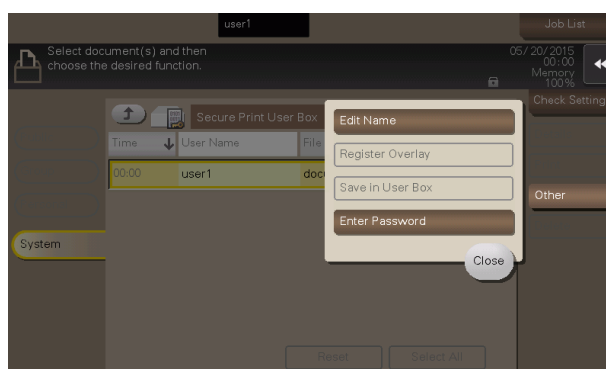 user1
Job List
Select document(s) and then
choose the desired function.
05/20/2015
00:00
Memory
100%
Check Setting
Secure Print User Box
Time
User Name
File
00:00
user1
docu
Edit Name
Register Overlay
Save in User Box
Enter Password
Close
Other
System
Reset
Select All